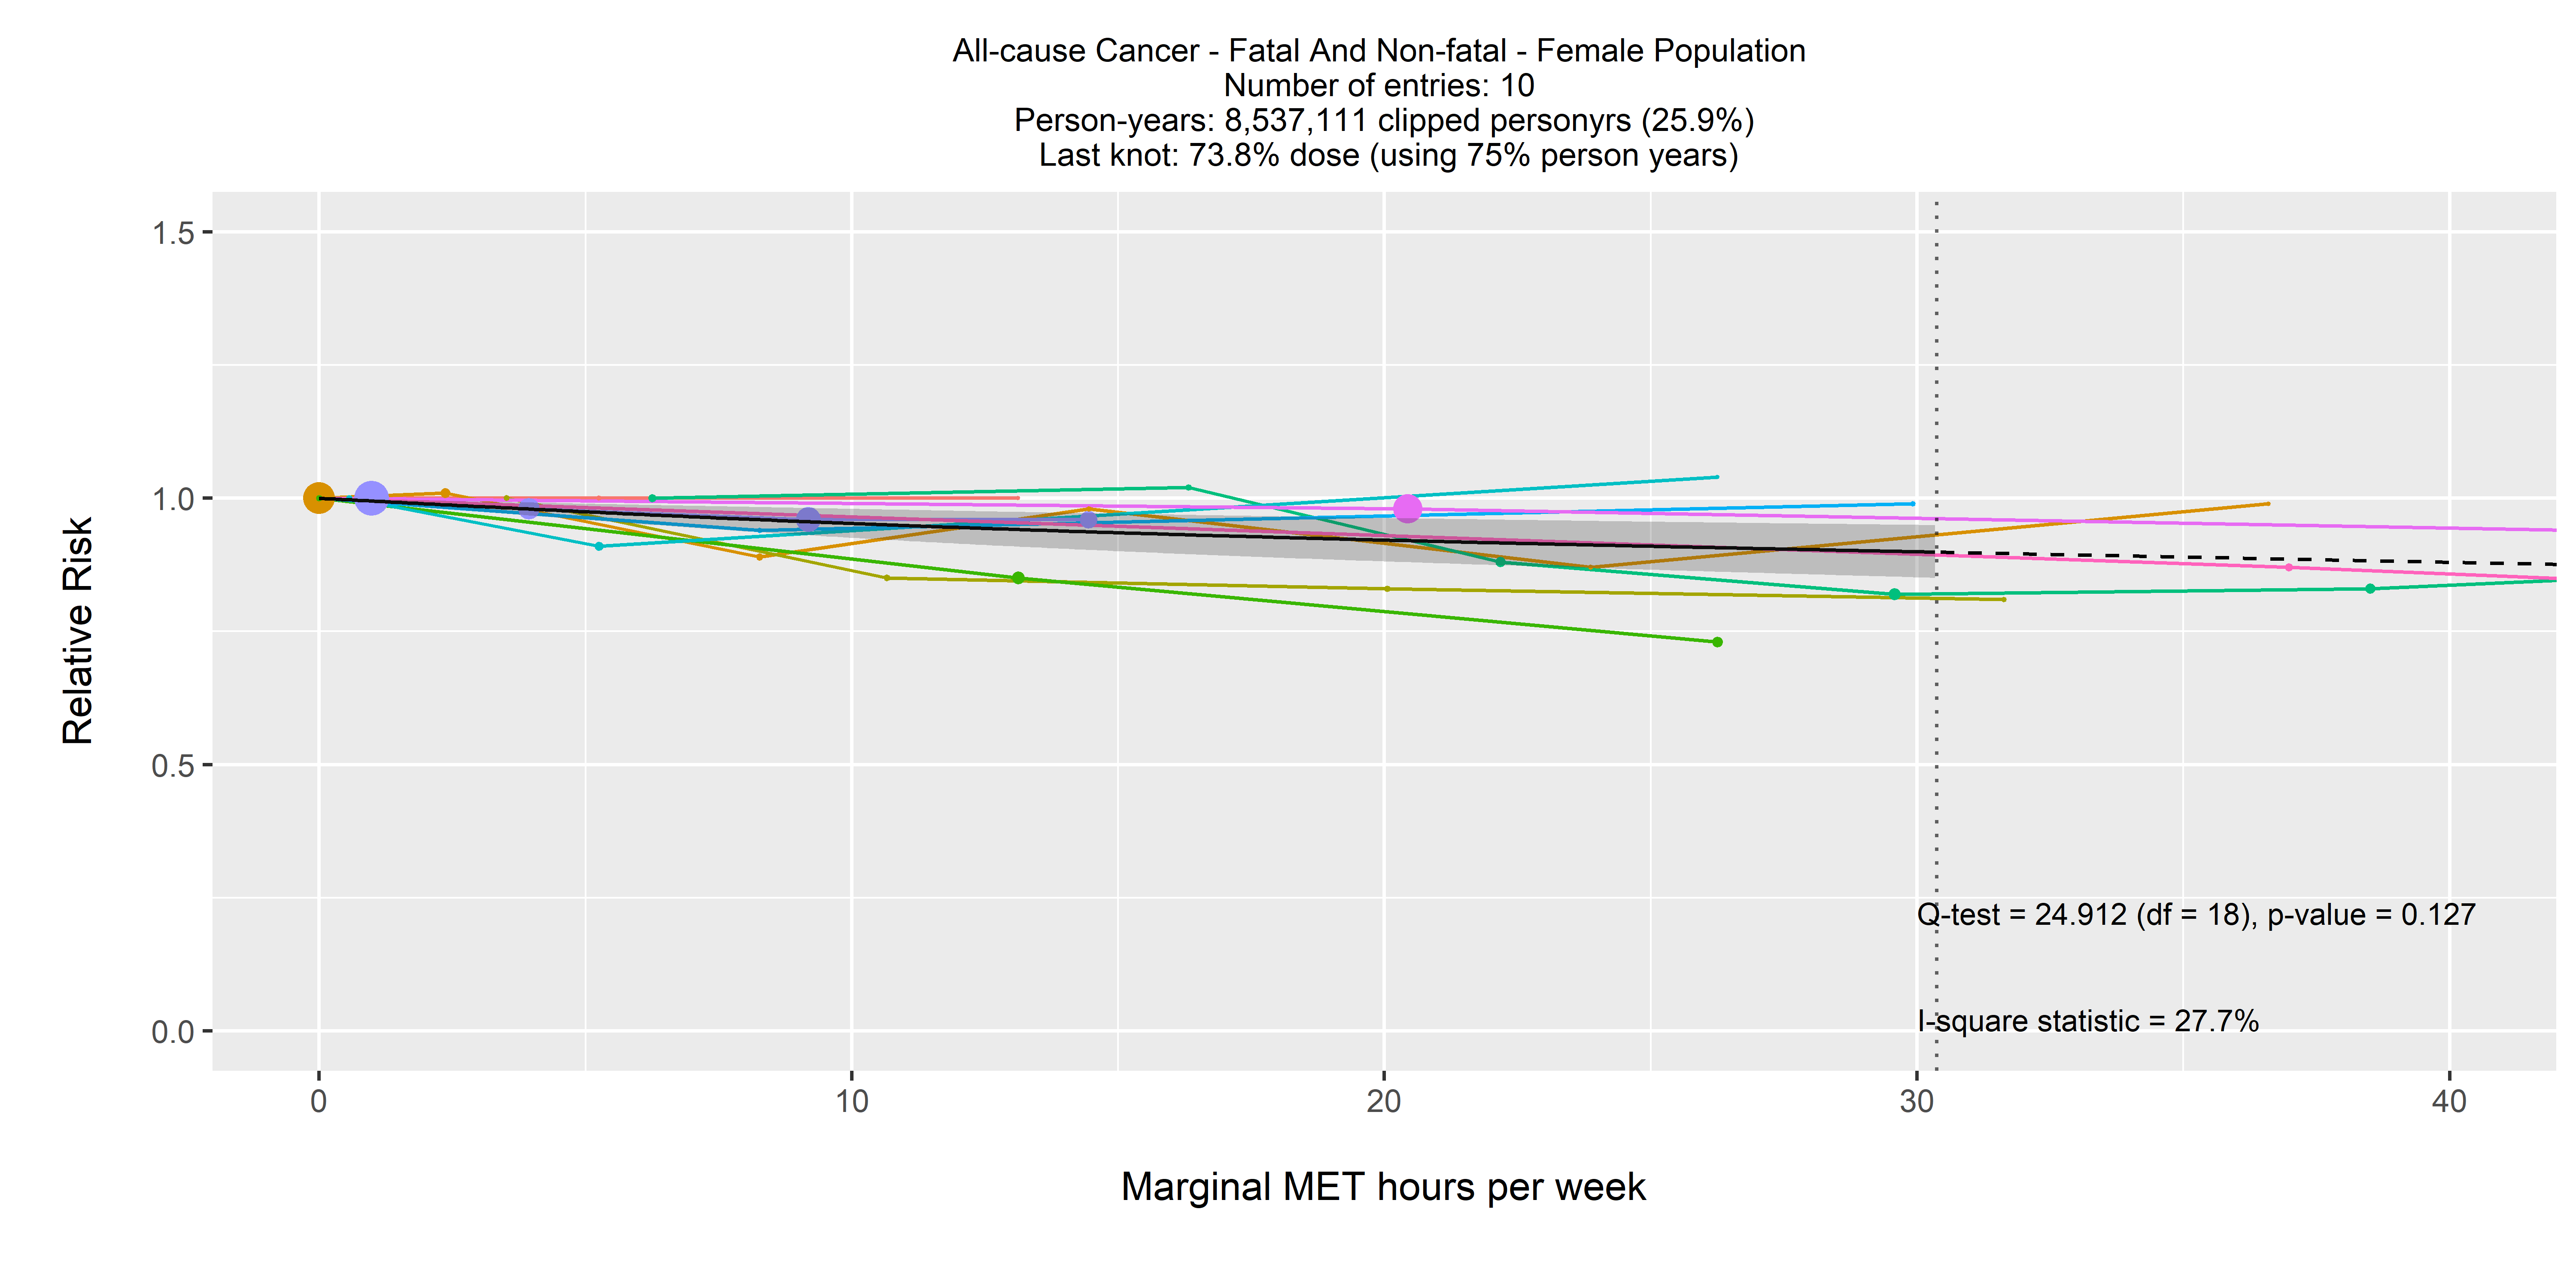 All-cause Cancer - Fatal And Non-fatal - Female Population
Number of entries: 10
Person-years: 8,537,111 clipped personyrs (25.9%)
Last knot: 73.8% dose (using 75% person years)
Relative Risk
1.5
1.0
0.5
0.0
Q-test = 24.912 (df = 18), p-value = 0.127
I-square statistic = 27.7%
0 10 20 30 40
Marginal MET hours per week